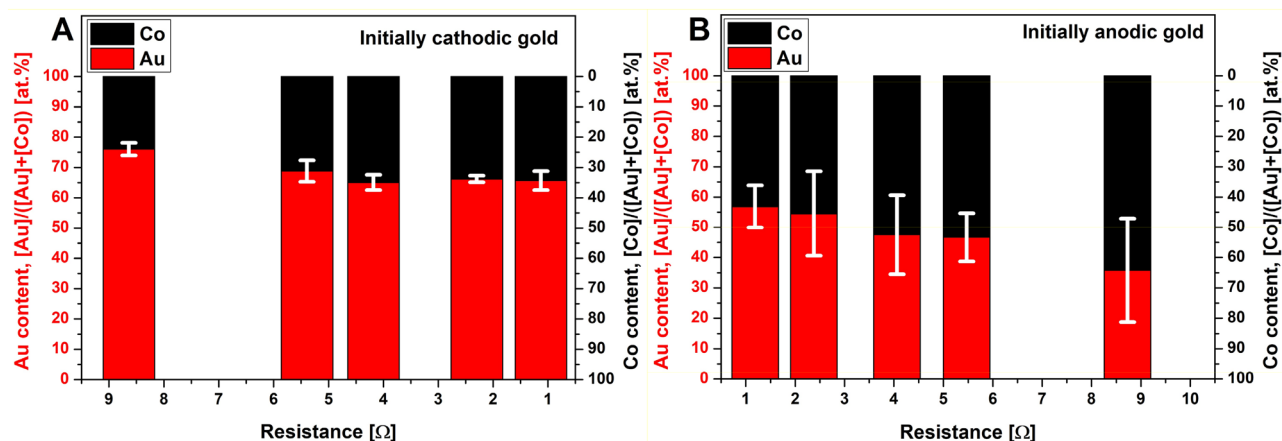 A
Co
Au
Initially cathodic gold
Au content, [Au]/([Au]+[Co]) [at.%]
100
90
80
70
60
50
40
30
20
10
0
0
10
20
30
40
50
60
70
80
90
100
Co content, [Co]/([Au]+[Co]) [at.%]
9 8 7 6 5 4 3 2 1
Resistance [Ω]
B
Co
Au
Initially anodic gold
Au content, [Au]/([Au]+[Co]) [at.%]
100
90
80
70
60
50
40
30
20
10
0
0
10
20
30
40
50
60
70
80
90
100
Co content, [Co]/([Au]+[Co]) [at.%]
1 2 3 4 5 6 7 8 9 10
Resistance [Ω]